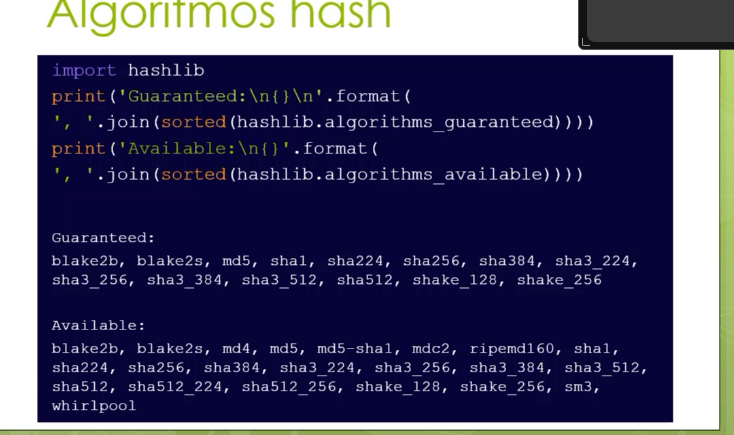 Algoritmos hash
import hashlib
print('Guaranteed:\n{}\n'.format(
', '.join(sorted(hashlib.algorithms_guaranteed))))
print('Available:\n{}'.format(
', '.join(sorted(hashlib.algorithms_available))))
Guaranteed:
blake2b, blake2s, md5, sha1, sha224, sha256, sha384, sha3_224,
sha3_256, sha3_384, sha3_512, sha512, shake_128, shake_256
Available:
blake2b, blake2s, md4, md5, md5-sha1, mdc2, ripemd160, sha1,
sha224, sha256, sha384, sha3_224, sha3_256, sha3_384, sha3_512,
sha512, sha512_224, sha512_256, shake_128, shake_256, sm3,
whirlpool